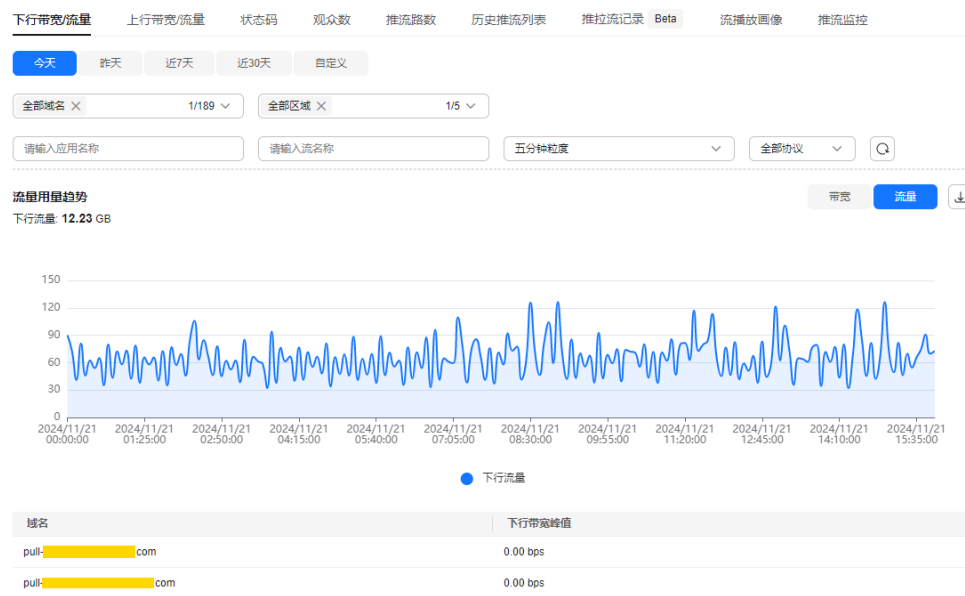 下行带宽/流量 上行带宽/流量 状态码 观众数 推流路数 历史推流列表 推拉流记录 Beta 流播放画像 推流监控
今天 昨天 近7天 近30天 自定义
全部域名 1/189 全部区域 1/5
请输入应用名称 请输入流名称 五分钟粒度 全部协议
流量用量趋势 带宽 流量
下行流量: 12.23 GB
150
120
90
60
30
0
2024/11/21 2024/11/21 2024/11/21 2024/11/21 2024/11/21 2024/11/21 2024/11/21 2024/11/21 2024/11/21 2024/11/21 2024/11/21 2024/11/21
00:00:00 01:25:00 02:50:00 04:15:00 05:40:00 07:05:00 08:30:00 09:55:00 11:20:00 12:45:00 14:10:00 15:35:00
下行流量
域名 下行带宽峰值
pull- com 0.00 bps
pull- com 0.00 bps